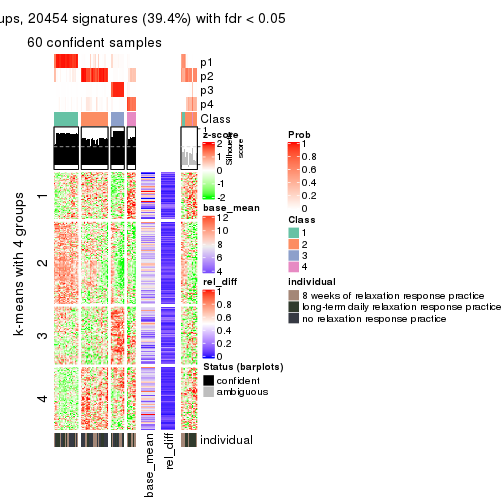 ups, 20454 signatures (39.4%) with fdr < 0.05
60 confident samples
p1
p2
p3
p4
Class
1
Silhouette
score
k-means with 4 groups
1
2
3
4
individual
base_mean
rel_diff
z-score
2
1
0
-1
-2
base_mean
12
10
8
6
4
rel_diff
1
0.8
0.6
0.4
0.2
0
Status (barplots)
confident
ambiguous
Prob
1
0.8
0.6
0.4
0.2
0
Class
1
2
3
4
individual
8 weeks of relaxation response practice
long-term daily relaxation response practice
no relaxation response practice